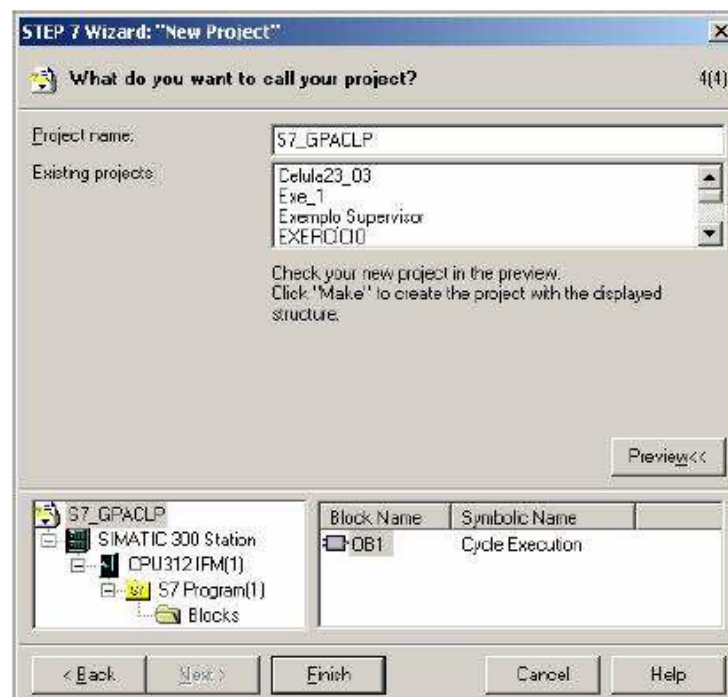 STEP 7 Wizard: "New Project"
What do you want to call your project? 4(4)
Project name: S7_GPACLP
Existing projects: Celula23_03
Exe_1
Exemplo Supervisor
EXERCÍCIO
Check your new project in the preview.
Click "Make" to create the project with the displayed
structure.
Preview<<
S7_GPACLP
SIMATIC 300 Station
CPU312 IFM(1)
S7 Program(1)
Blocks
Block Name Symbolic Name
OB1 Cycle Execution
< Back Next > Finish Cancel Help